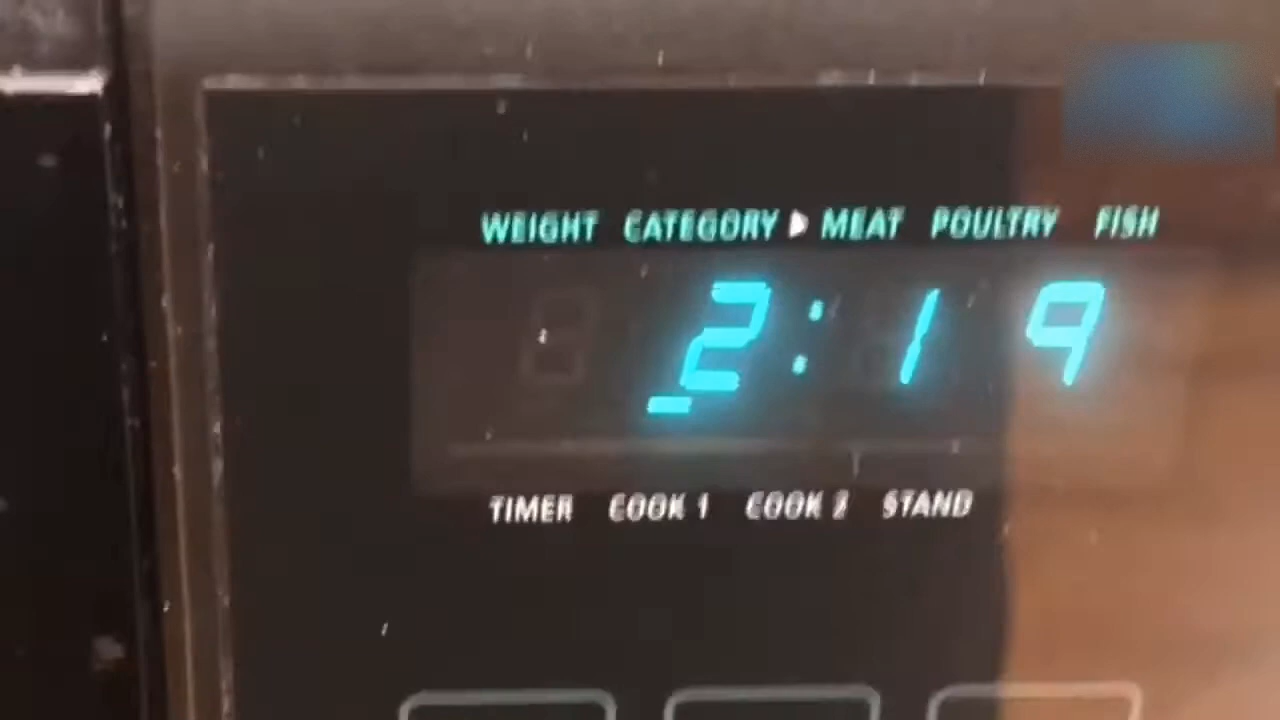 WEIGHT CATEGORY ▶ MEAT POULTRY FISH
2:19
TIMER COOK 1 COOK 2 STAND